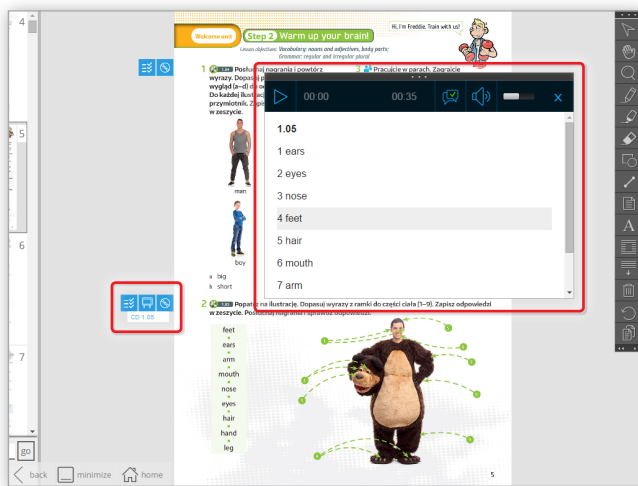 4
5
6
7
go
back
minimize
home
Welcome unit
Step 2 Warm up your brain!
Hi, I'm Freddie. Train with us!
Lesson objectives: Vocabulary: nouns and adjectives, body parts;
Grammar: regular and irregular plural
1 1.04 Posłuchaj nagrania i powtórz
wyrazy. Dopasuj
wygląd (a–d) do
Do każdej
przymiotnik.
w zeszycie.
man
boy
a big
b short
3 Pracujcie w parach. Zagrajcie
00:00
00:35
1.05
1 ears
2 eyes
3 nose
4 feet
5 hair
6 mouth
7 arm
CD 1.05
2 1.05 Popatrz na ilustrację. Dopasuj wyrazy z ramki do części ciała (1–9). Zapisz odpowiedzi
w zeszycie. Posłuchaj nagrania i sprawdź odpowiedzi.
feet
ears
arm
mouth
nose
eyes
hair
hand
leg
5
A